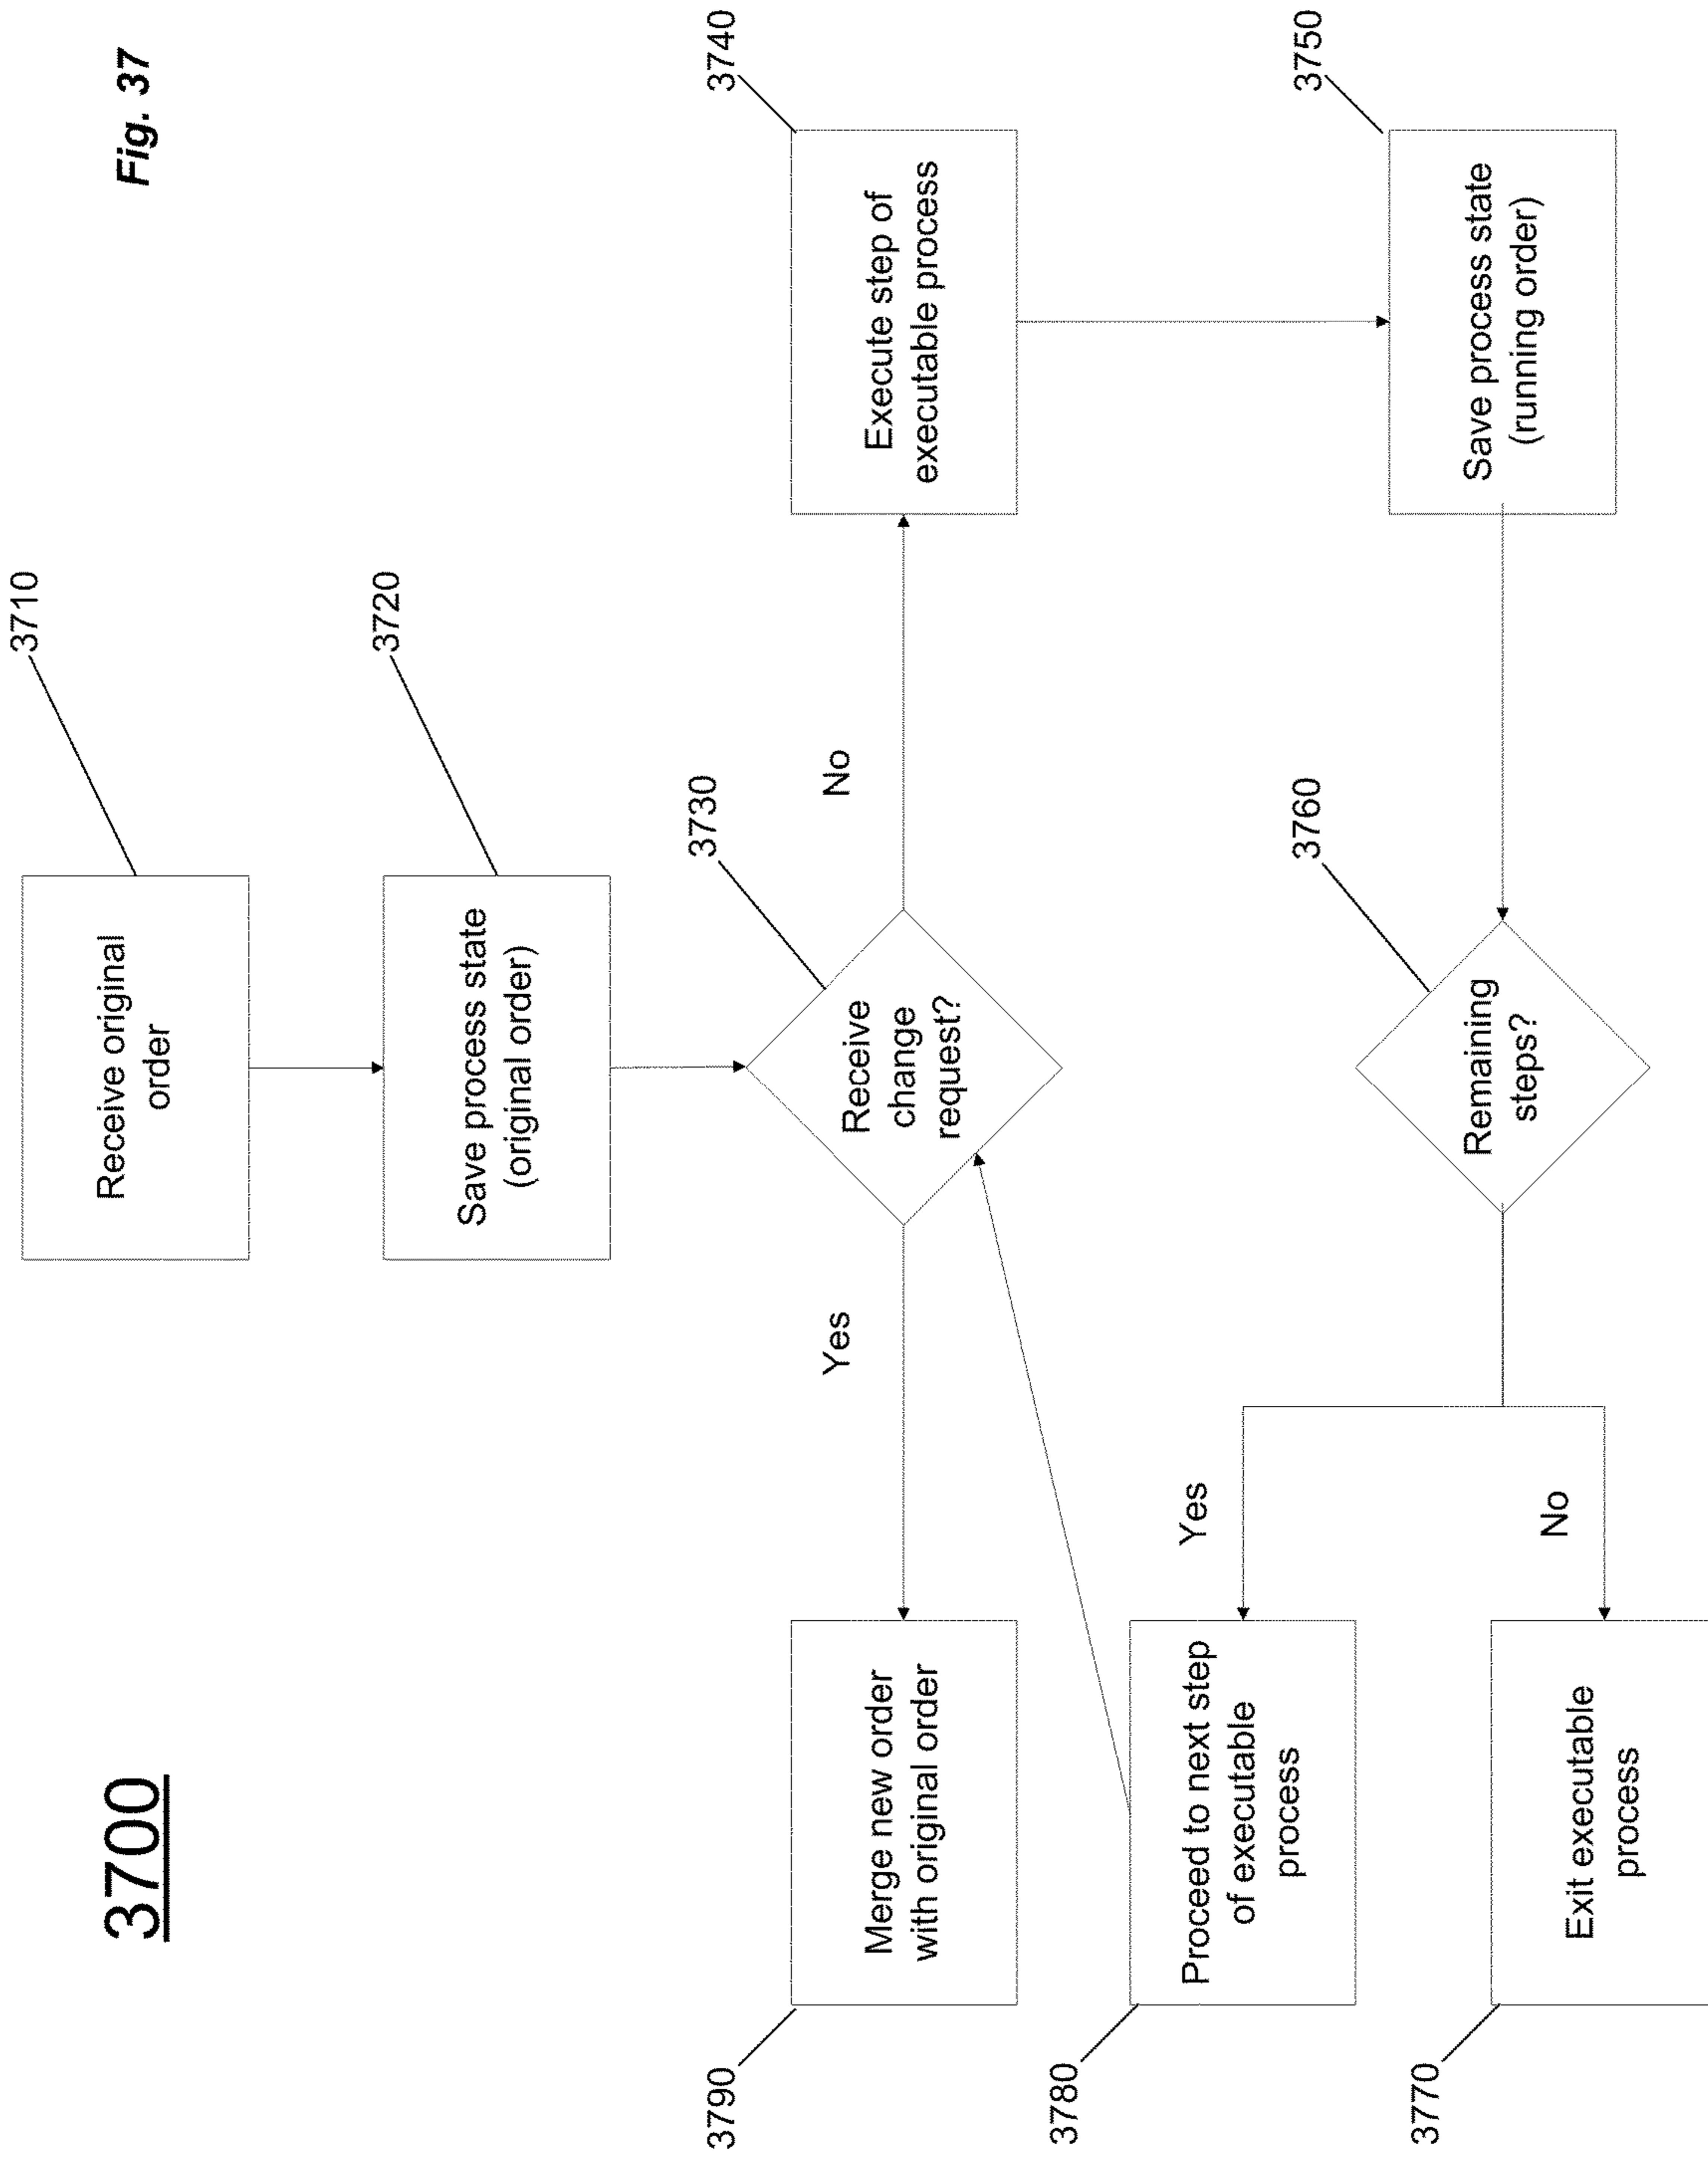 3700
Fig. 37
3710
Receive original
order
3720
Save process state
(original order)
3730
Receive
change
request?
Yes
No
3740
Execute step of
executable process
3790
Merge new order
with original order
3750
Save process state
(running order)
3760
Remaining
steps?
Yes
No
3780
Proceed to next step
of executable
process
3770
Exit executable
process